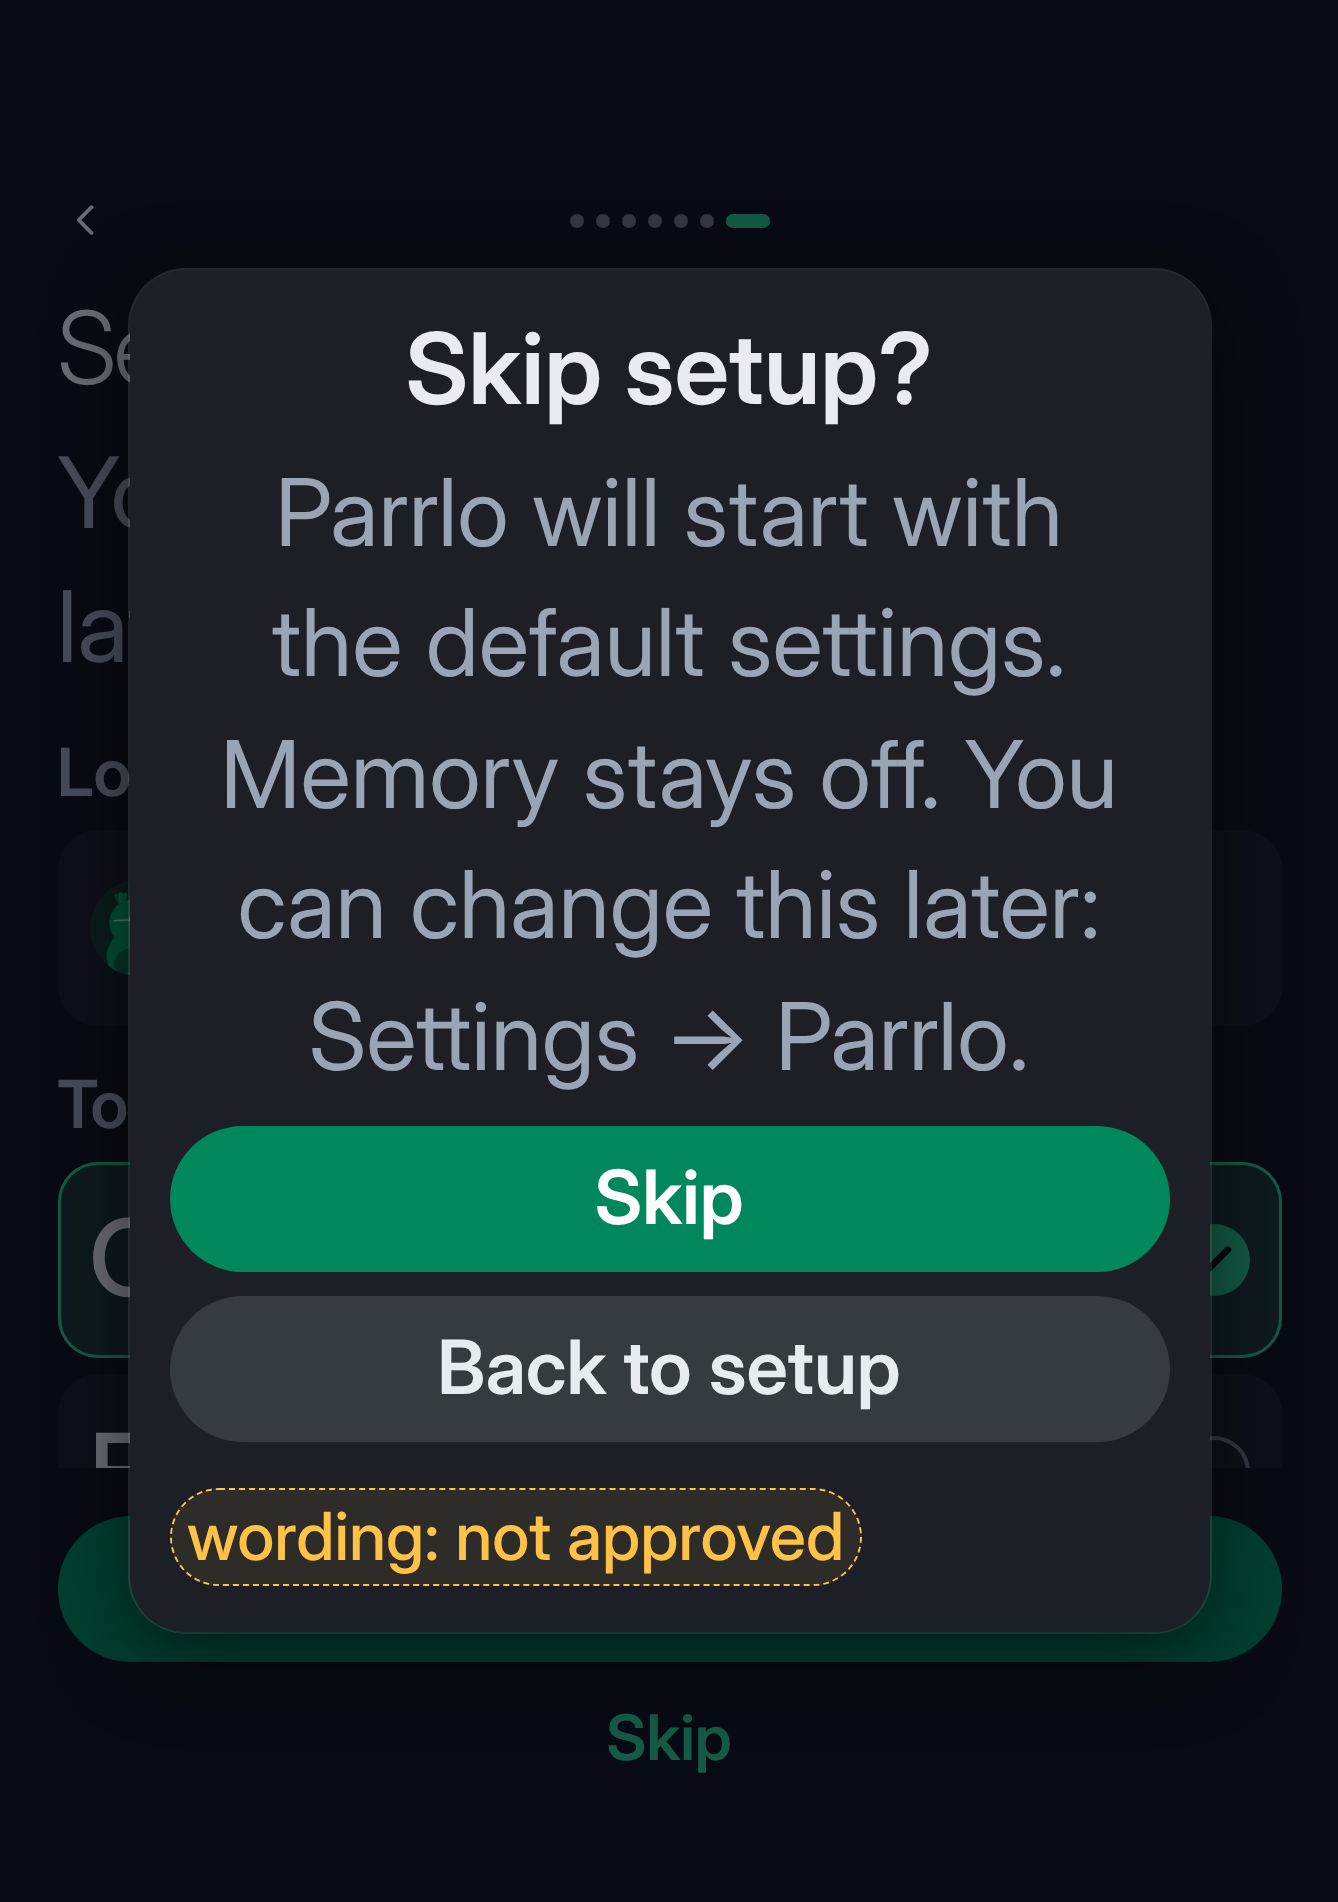 Skip setup?
Parrlo will start with
the default settings.
Memory stays off. You
can change this later:
Settings → Parrlo.
Skip
Back to setup
wording: not approved
Skip